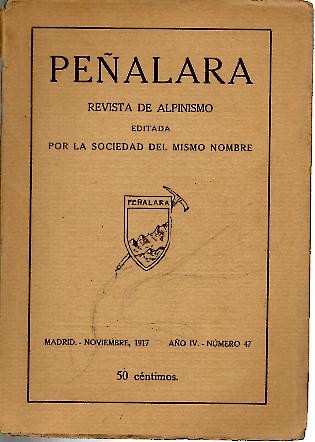 PEÑALARA
REVISTA DE ALPINISMO
EDITADA
POR LA SOCIEDAD DEL MISMO NOMBRE
PEÑALARA
MADRID. - NOVIEMBRE, 1917 AÑO IV. - NÚMERO 47
50 céntimos.